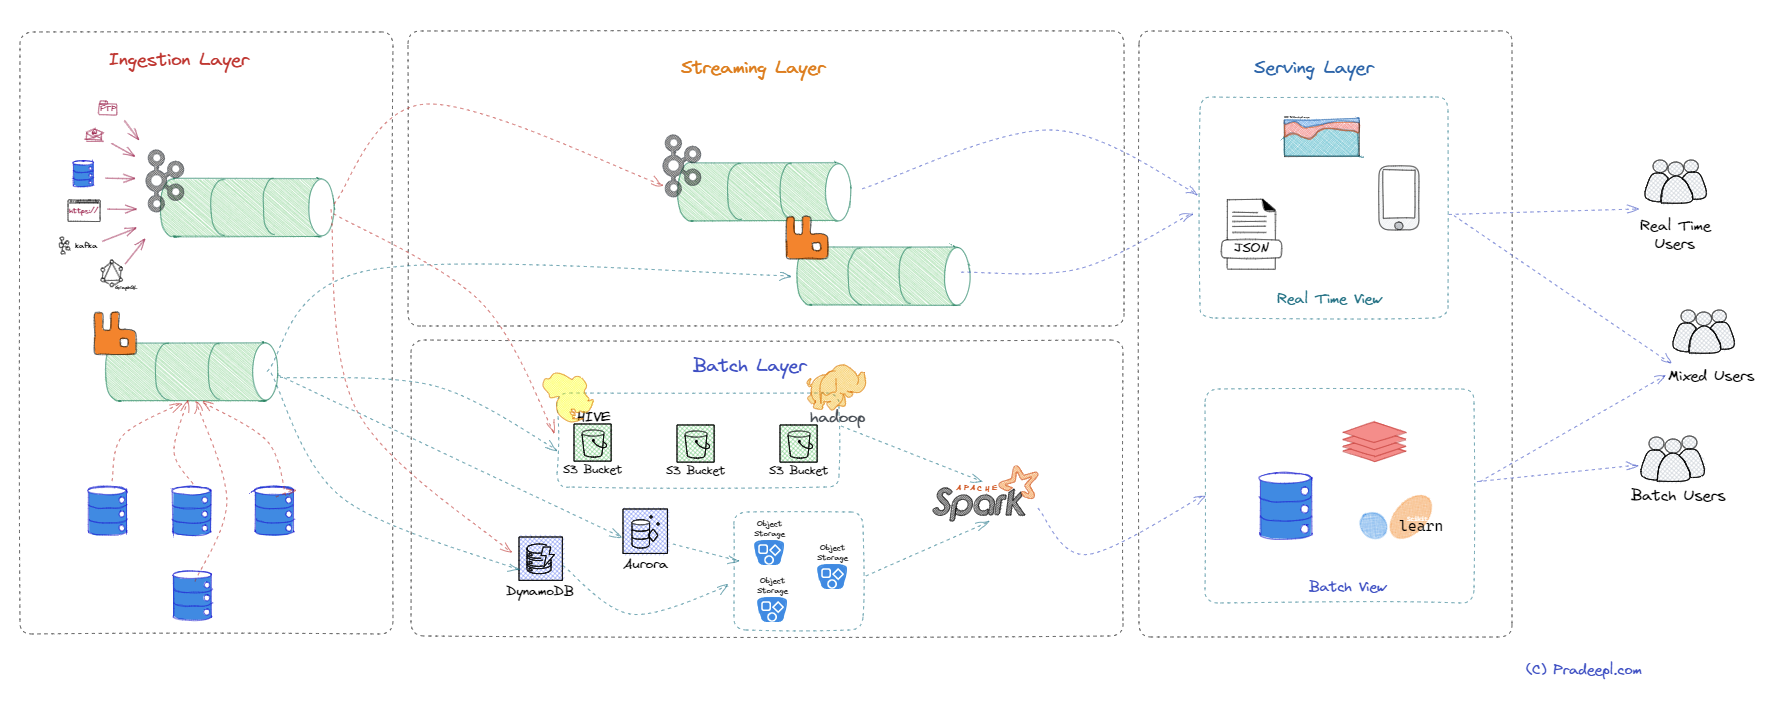 Ingestion Layer
FTP
https://
kafka
GraphQL
Streaming Layer
Batch Layer
HIVE
hadoop
S3 Bucket
S3 Bucket
S3 Bucket
APACHE
Spark
Aurora
DynamoDB
Object
Storage
Object
Storage
Object
Storage
Serving Layer
JSON
Real Time View
learn
Batch View
Real Time
Users
Mixed Users
Batch Users
(C) Pradeepl.com